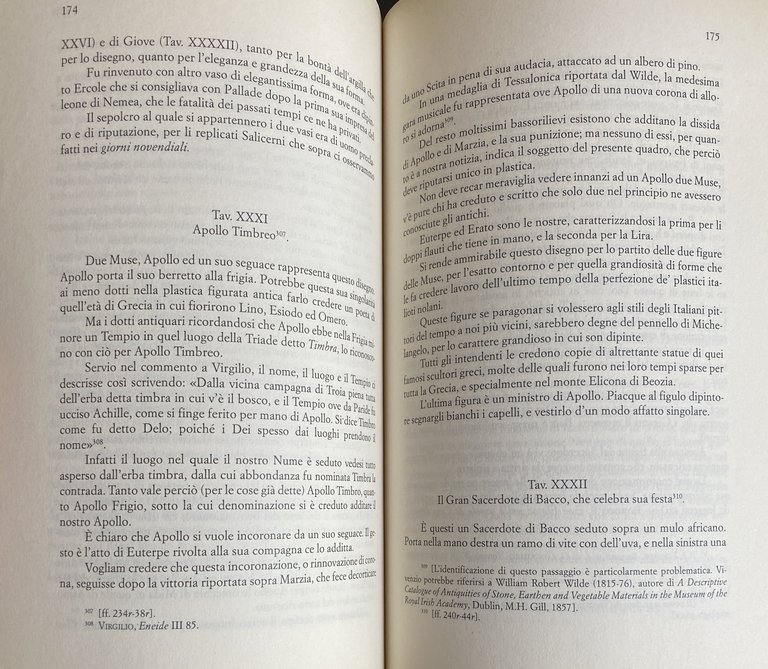 174
XXVI) e di Giove (Tav. XXXXII), tanto per la bontà dell'argilla che
per lo disegno, quanto per l'eleganza e grandezza della sua forma.
Fu rinvenuto con altro vaso di elegantissima forma, ove era dipin-
to Ercole che si consigliava con Pallade dopo la prima sua impresa del
leone di Nemea, che le fatalità dei passati tempi ce ne ha privati.
Il sepolcro al quale si appartennero i due vasi era di uomo precla-
ro e di riputazione, per li replicati Salicerni che sopra ci osservammo
fatti nei giorni novendiali.
Tav. XXXI
Apollo Timbreo³⁰⁷.
Due Muse, Apollo ed un suo seguace rappresenta questo disegno.
Apollo porta il suo berretto alla frigia. Potrebbe questa sua singolarità
ai meno dotti nella plastica figurata antica farlo credere un poeta di
quell'età di Grecia in cui fiorirono Lino, Esiodo ed Omero.
Ma i dotti antiquari ricordandosi che Apollo ebbe nella Frigia mi-
nore un Tempio in quel luogo della Triade detto Timbra, lo riconosco-
no con ciò per Apollo Timbreo.
Servio nel commento a Virgilio, il nome, il luogo e il Tempio ci
descrisse così scrivendo: «Dalla vicina campagna di Troia piena tutta
dell'erba detta timbra in cui v'è il bosco, e il Tempio ove da Paride fu
ucciso Achille, come si finge ferito per mano di Apollo. Si dice Timbreo
come fu detto Delo; poiché i Dei spesso dai luoghi prendono il
nome»³⁰⁸.
Infatti il luogo nel quale il nostro Nume è seduto vedesi tutto
asperso dall'erba timbra, dalla cui abbondanza fu nominata Timbra la
contrada. Tanto vale perciò (per le cose già dette) Apollo Timbro, quan-
to Apollo Frigio, sotto la cui denominazione si è creduto additare il
nostro Apollo.
È chiaro che Apollo si vuole incoronare da un suo seguace. Il ge-
sto è l'atto di Euterpe rivolta alla sua compagna ce lo addita.
Vogliam credere che questa incoronazione, o rinnovazione di coro-
na, seguisse dopo la vittoria riportata sopra Marzia, che fece decorticare
³⁰⁷ [ff. 234r-38r].
³⁰⁸ VIRGILIO, Eneide III 85.
175
da uno Scita in pena di sua audacia, attaccato ad un albero di pino.
In una medaglia di Tessalonica riportata dal Wilde, la medesima
gara musicale fu rappresentata ove Apollo di una nuova corona di allo-
ro si adorna³⁰⁹.
Del resto moltissimi bassorilievi esistono che additano la dissida
di Apollo e di Marzia, e la sua punizione; ma nessuno di essi, per quan-
to è a nostra notizia, indica il soggetto del presente quadro, che perciò
deve riputarsi unico in plastica.
Non deve recar meraviglia vedere innanzi ad un Apollo due Muse,
v'è pure chi ha creduto e scritto che solo due nel principio ne avessero
conosciute gli antichi.
Euterpe ed Erato sono le nostre, caratterizzandosi la prima per li
doppi flauti che tiene in mano, e la seconda per la Lira.
Si rende ammirabile questo disegno per lo partito delle due figure
delle Muse, per l'esatto contorno e per quella grandiosità di forme che
le fa credere lavoro dell'ultimo tempo della perfezione de' plastici ita-
lioti nolani.
Queste figure se paragonar si volessero agli stili degli Italiani pit-
tori del tempo a noi più vicini, sarebbero degne del pennello di Miche-
langelo, per lo carattere grandioso in cui son dipinte.
Tutti gli intendenti le credono copie di altrettante statue di quei
famosi scultori greci, molte delle quali furono nei loro tempi sparse per
tutta la Grecia, e specialmente nel monte Elicona di Beozia.
L'ultima figura è un ministro di Apollo. Piacque al figulo dipinto-
re segnargli bianchi i capelli, e vestirlo d'un modo affatto singolare.
Tav. XXXII
Il Gran Sacerdote di Bacco, che celebra sua festa³¹⁰.
È questi un Sacerdote di Bacco seduto sopra un mulo africano.
Porta nella mano destra un ramo di vite con dell'uva, e nella sinistra una
³⁰⁹ [L'identificazione di questo passaggio è particolarmente problematica. Vi-
venzio potrebbe riferirsi a William Robert Wilde (1815-76), autore di A Descriptive
Catalogue of Antiquities of Stone, Earthen and Vegetable Materials in the Museum of the
Royal Irish Academy, Dublin, M.H. Gill, 1857].
³¹⁰ [ff. 240r-44r].